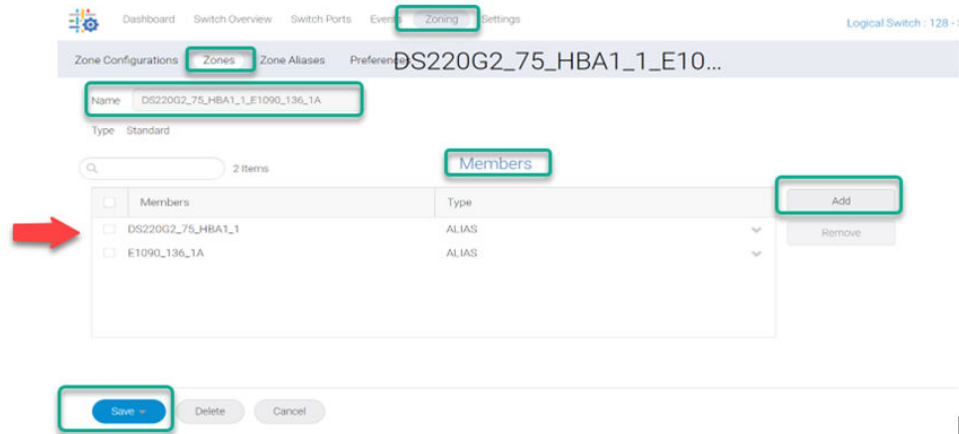 Dashboard Switch Overview Switch Ports Events Zoning Settings
Logical Switch : 128 -
Zone Configurations Zones Zone Aliases Preferences
DS220G2_75_HBA1_1_E10...
Name DS220G2_75_HBA1_1_E1090_136_1A
Type Standard
2 Items
Members
Members Type
Add
DS220G2_75_HBA1_1 ALIAS
Remove
E1090_136_1A ALIAS
Save Delete Cancel